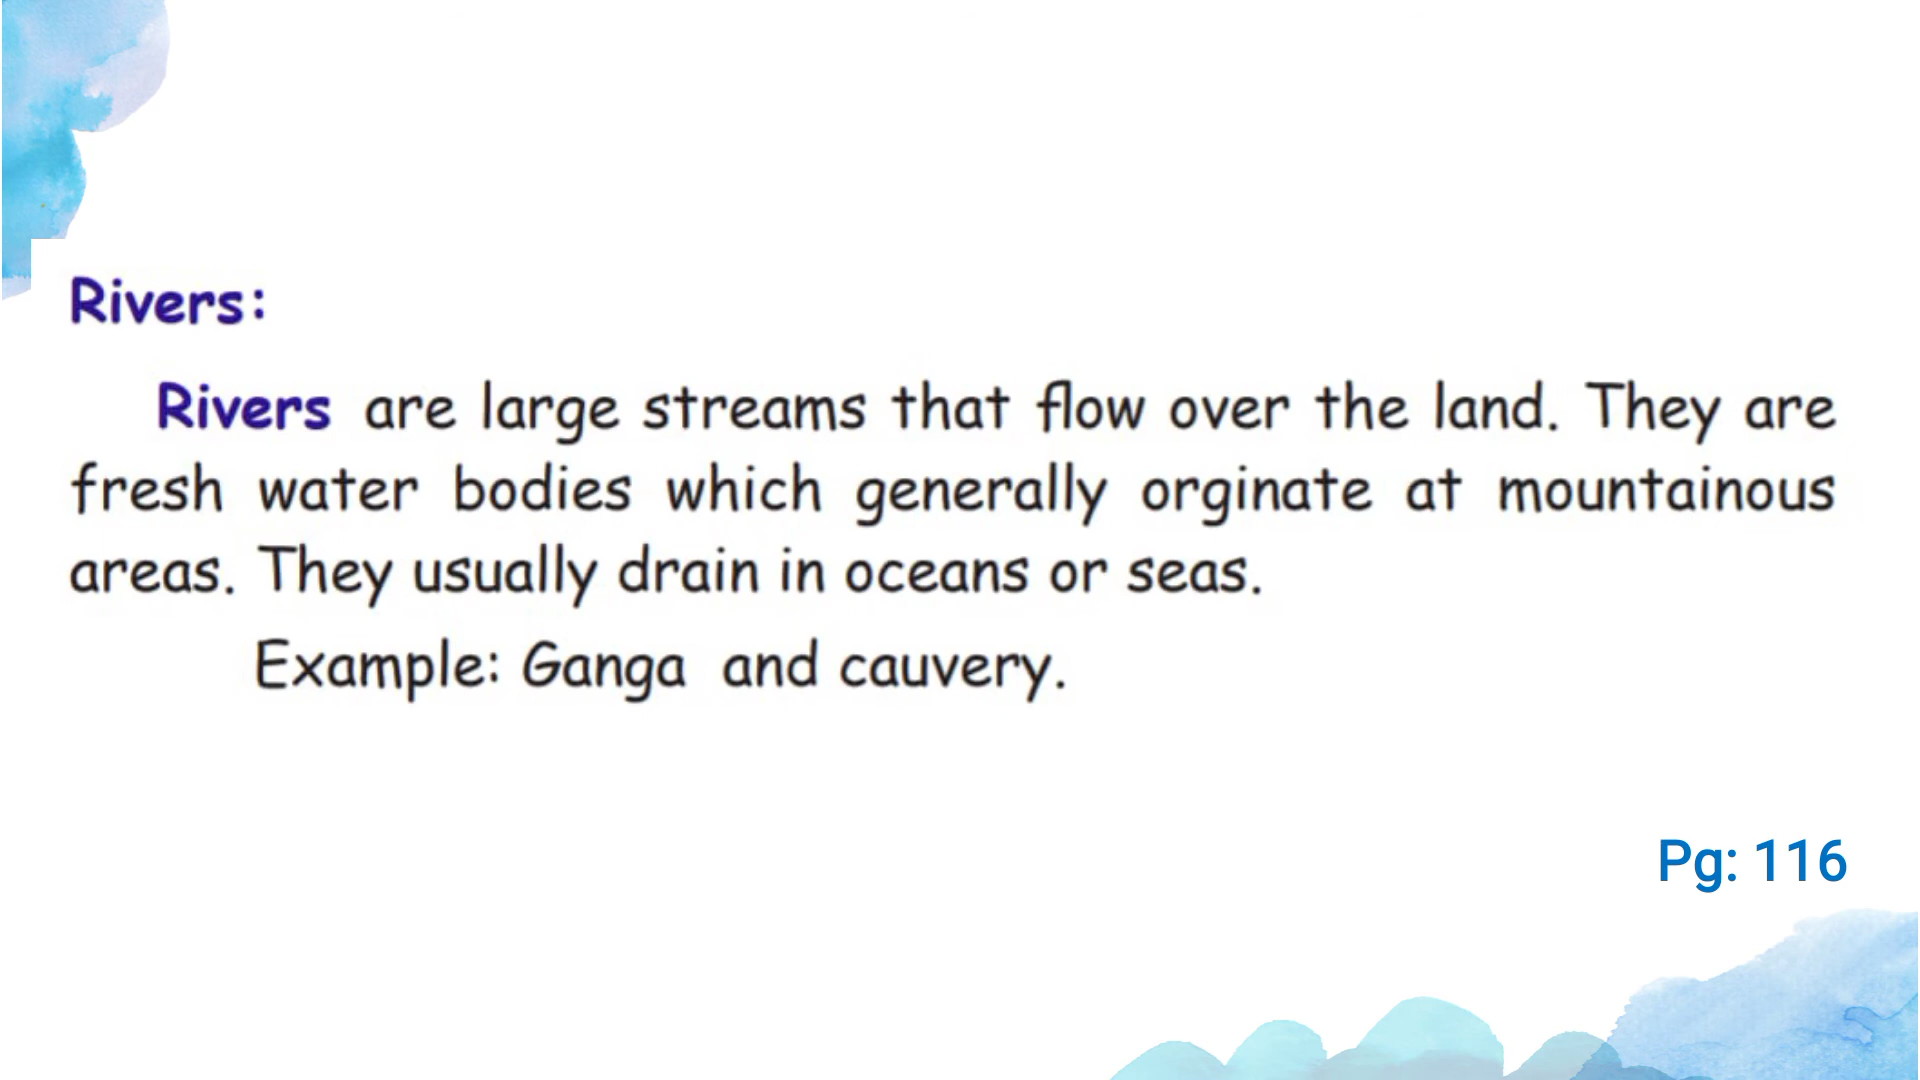 Rivers:
Rivers are large streams that flow over the land. They are
fresh water bodies which generally orginate at mountainous
areas. They usually drain in oceans or seas.
Example: Ganga and cauvery.
Pg: 116